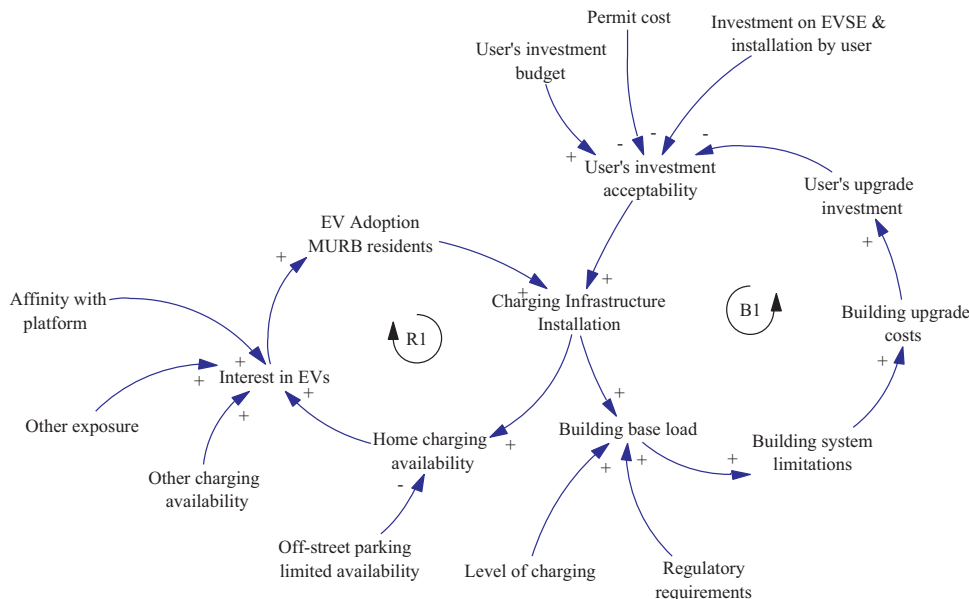 Permit cost
Investment on EVSE &
installation by user
User's investment
budget
-
-
-
+
User's investment
acceptability
User's upgrade
investment
EV Adoption
MURB residents
+
+
+
+
Charging Infrastructure
Installation
Affinity with
platform
R1
B1
Building upgrade
costs
+
+
+
Interest in EVs
+
+
+
Other exposure
Home charging
availability
+
Building base load
Building system
limitations
-
+
+
+
Other charging
availability
Off-street parking
limited availability
Level of charging
Regulatory
requirements